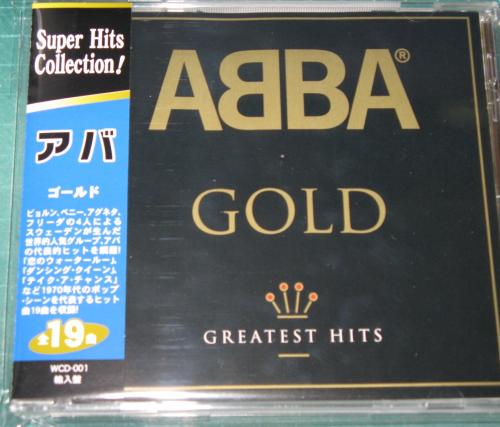 Super Hits
Collection!
アバ
ゴールド
ビョルン、ベニー、アグネタ、
フリーダの4人による
スウェーデンが生んだ
世界的人気グループ、アバ
の代表的ヒットを網羅!
「恋のウォータールー」
「ダンシング・クイーン」
「テイク・ア・チャンス」
など1970年代のポップ
・シーンを代表するヒット
曲19曲を収録!
全19曲
WCD-001
輸入盤
ABBA®
GOLD
GREATEST HITS